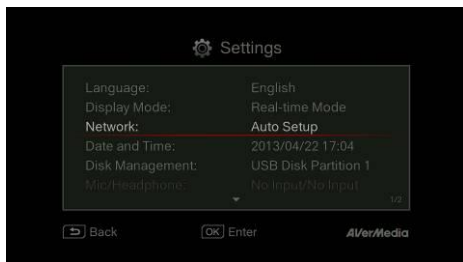 Settings
Language: English
Display Mode: Real-time Mode
Network: Auto Setup
Date and Time: 2013/04/22 17:04
Disk Management: USB Disk Partition 1
Mic/Headphone: No Input/No Input
1/2
Back OK Enter AVerMedia